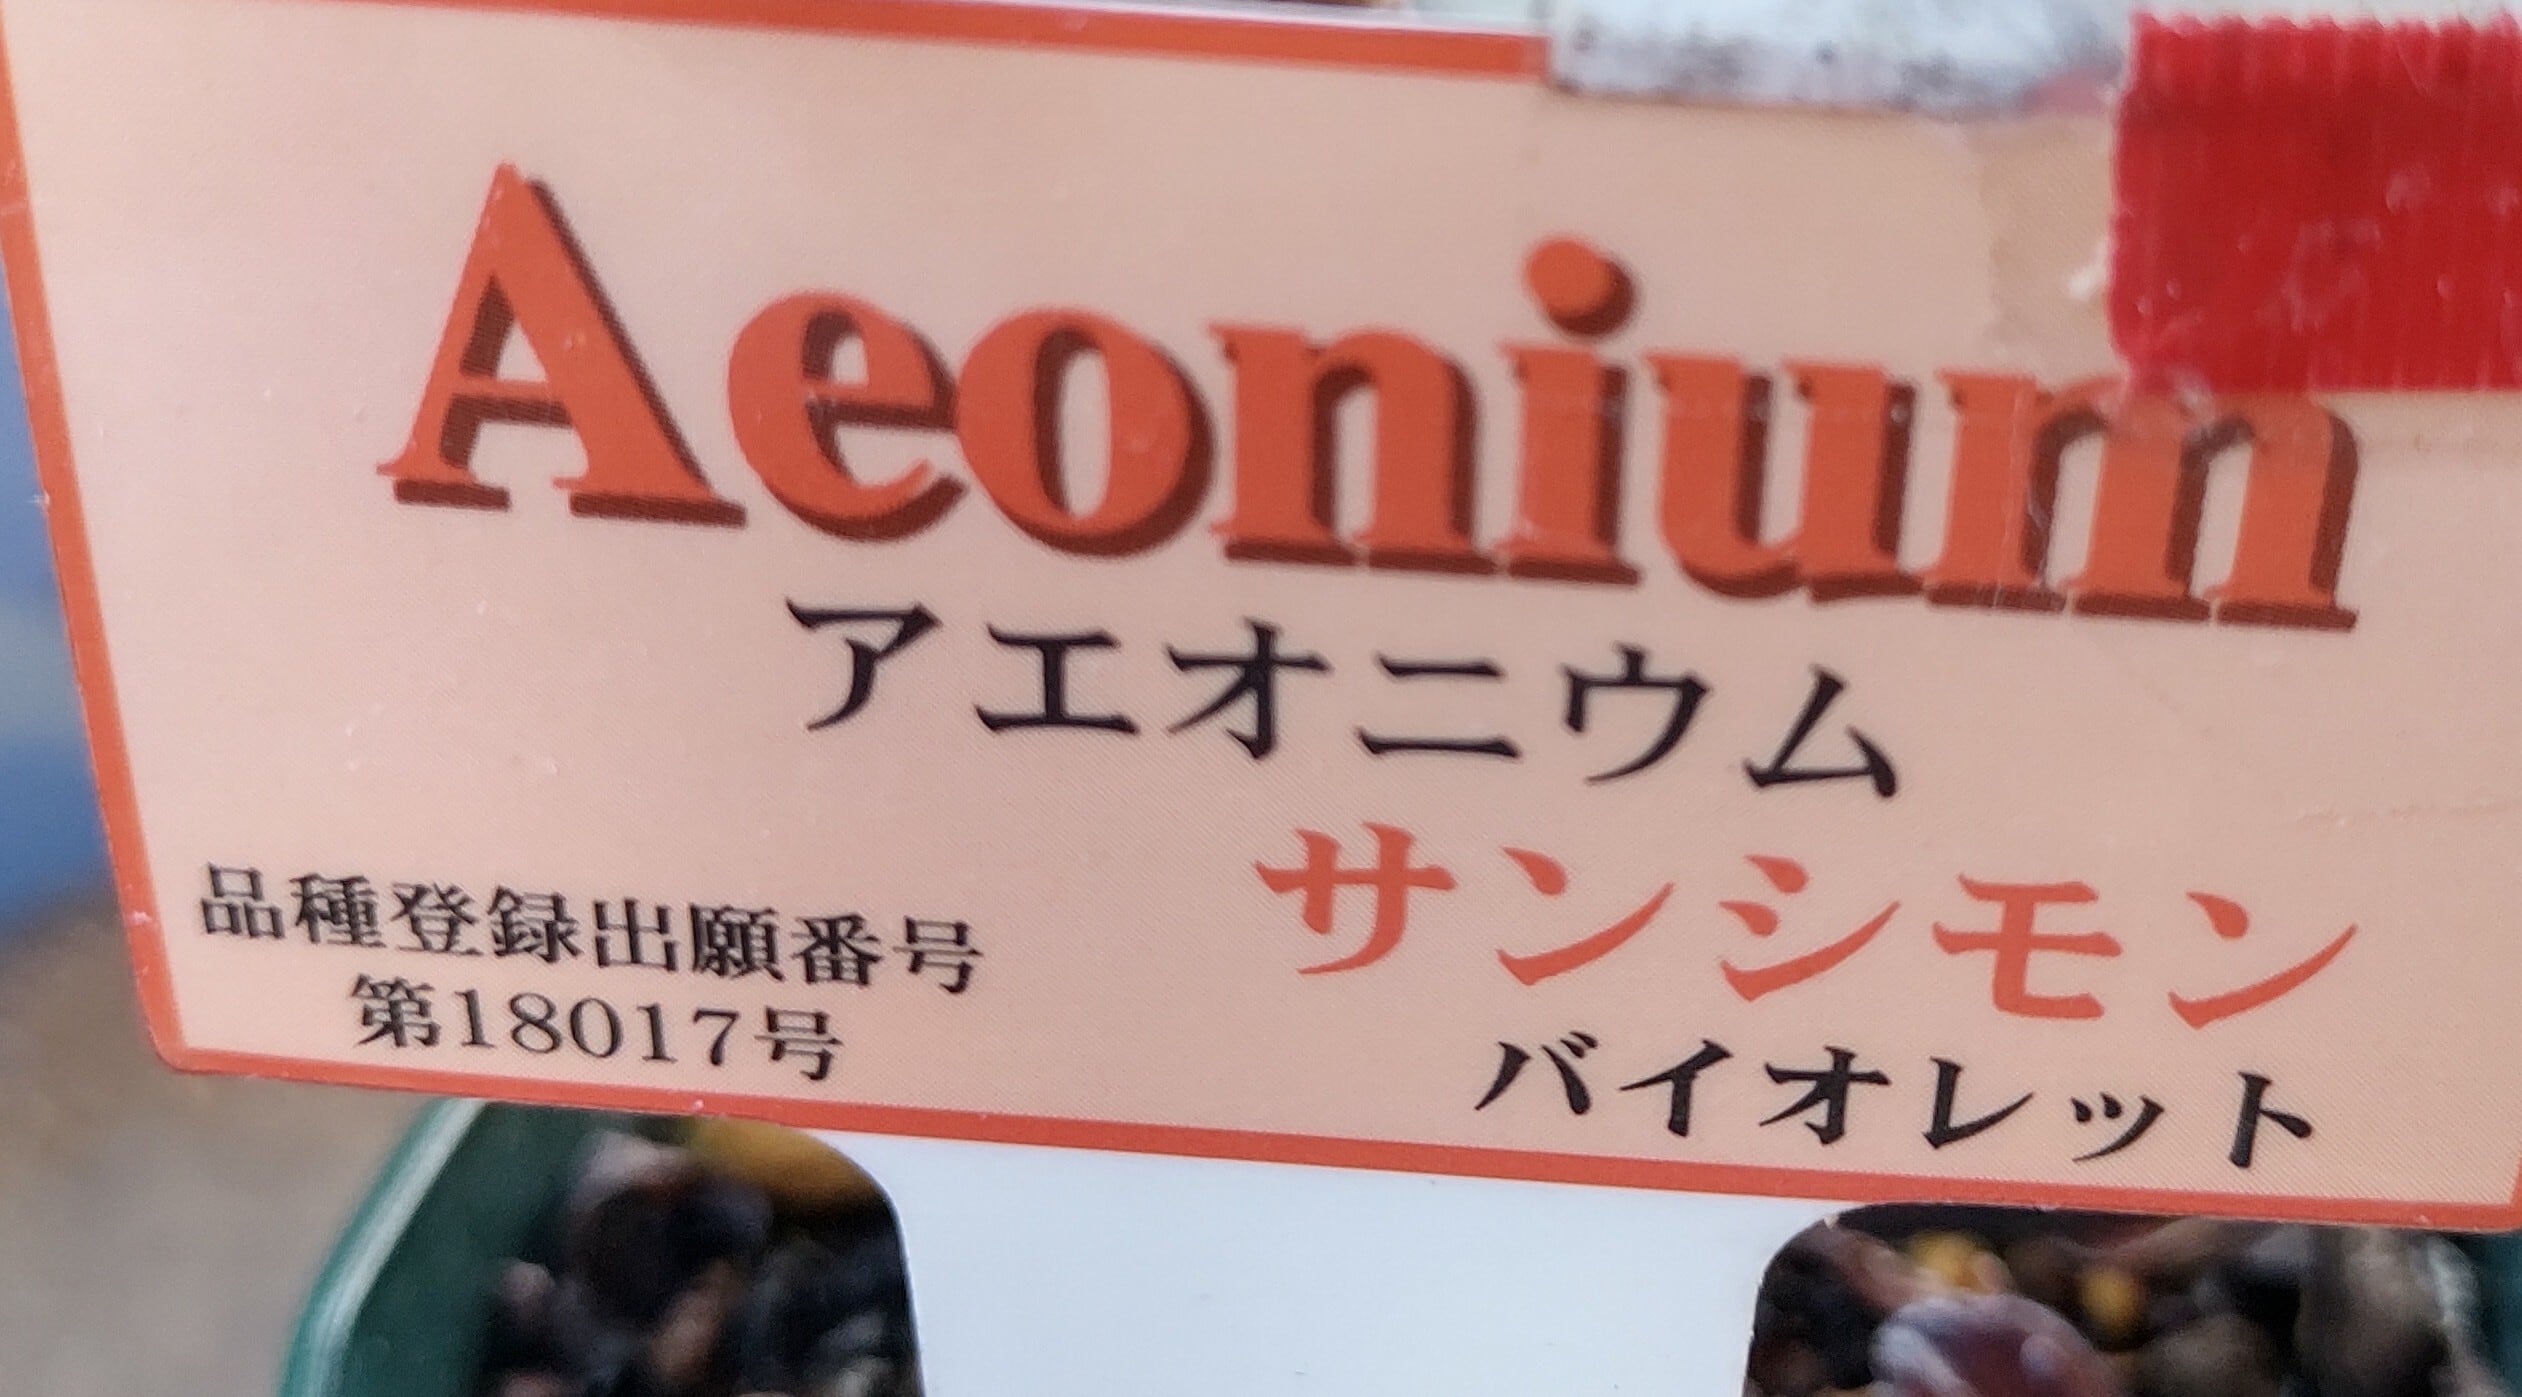 Aeonium
アエオニウム
サンシモン
バイオレット
品種登録出願番号
第18017号